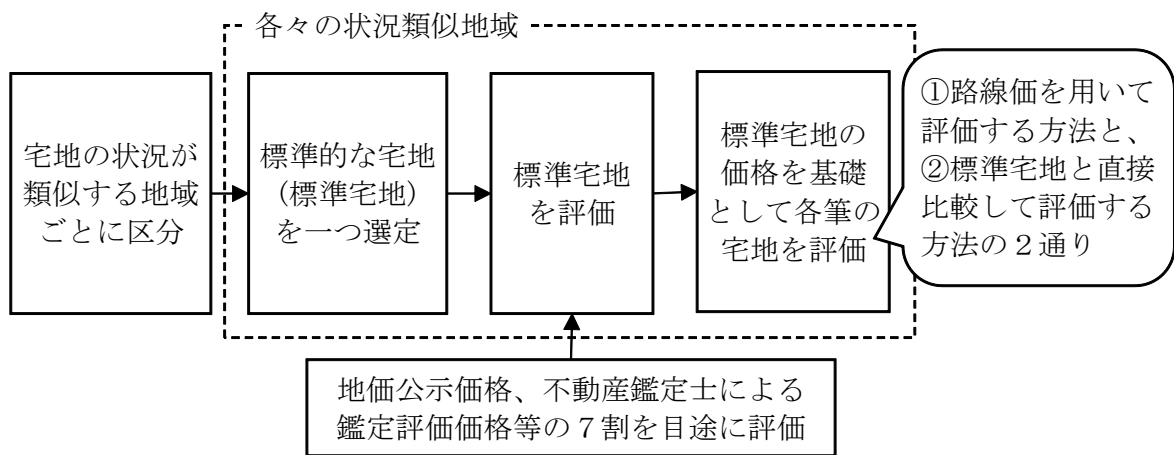 各々の状況類似地域
宅地の状況が
類似する地域
ごとに区分
標準的な宅地
(標準宅地)
を一つ選定
標準宅地
を評価
標準宅地の
価格を基礎
として各筆の
宅地を評価
①路線価を用いて
評価する方法と、
②標準宅地と直接
比較して評価する
方法の２通り
地価公示価格、不動産鑑定士による
鑑定評価価格等の７割を目途に評価